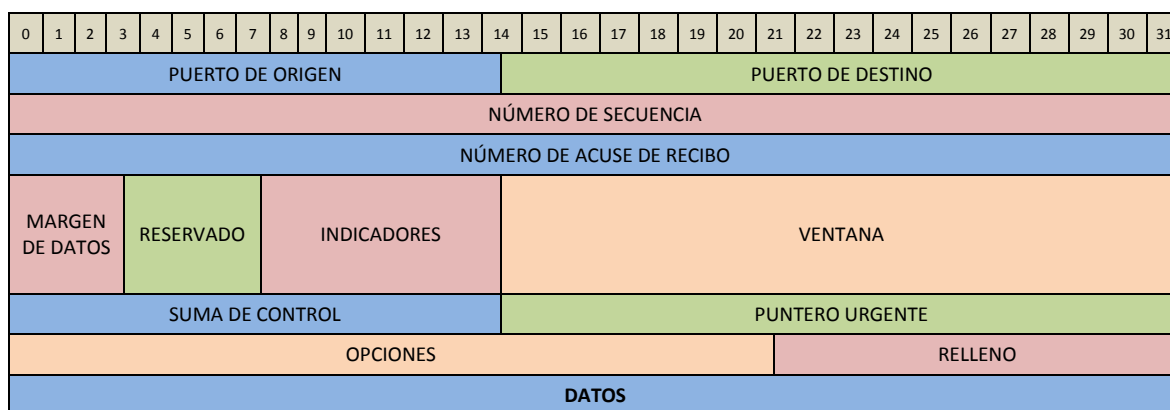 0 1 2 3 4 5 6 7 8 9 10 11 12 13 14 15 16 17 18 19 20 21 22 23 24 25 26 27 28 29 30 31
PUERTO DE ORIGEN PUERTO DE DESTINO
NÚMERO DE SECUENCIA
NÚMERO DE ACUSE DE RECIBO
MARGEN
DE DATOS RESERVADO INDICADORES VENTANA
SUMA DE CONTROL PUNTERO URGENTE
OPCIONES RELLENO
DATOS